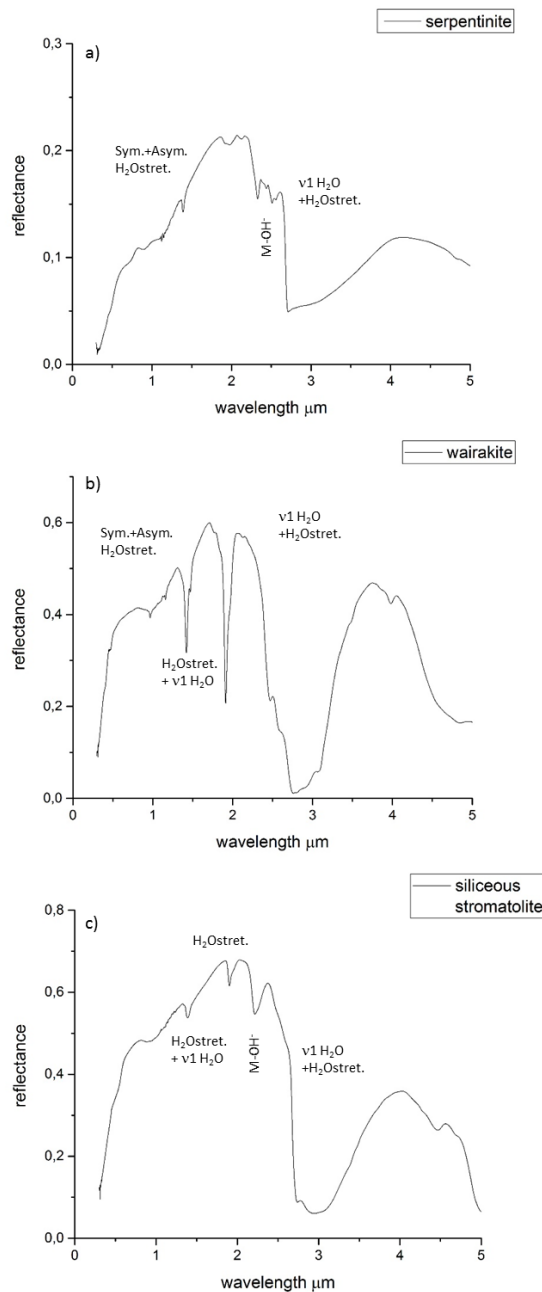 serpentinite
a)
0,3
Sym.+Asym.
H₂Ostret.
ν1 H₂O
+H₂Ostret.
0,2
M-OH⁻
reflectance
0,1
0,0
0 1 2 3 4 5
wavelength μm
wairakite
b)
ν1 H₂O
+H₂Ostret.
0,6
Sym.+Asym.
H₂Ostret.
0,4
reflectance
H₂Ostret.
+ ν1 H₂O
0,2
0,0
0 1 2 3 4 5
wavelength μm
siliceous
stromatolite
c)
0,8
H₂Ostret.
0,6
H₂Ostret.
+ ν1 H₂O
M-OH⁻
ν1 H₂O
+H₂Ostret.
reflectance
0,4
0,2
0,0
0 1 2 3 4 5
wavelength μm